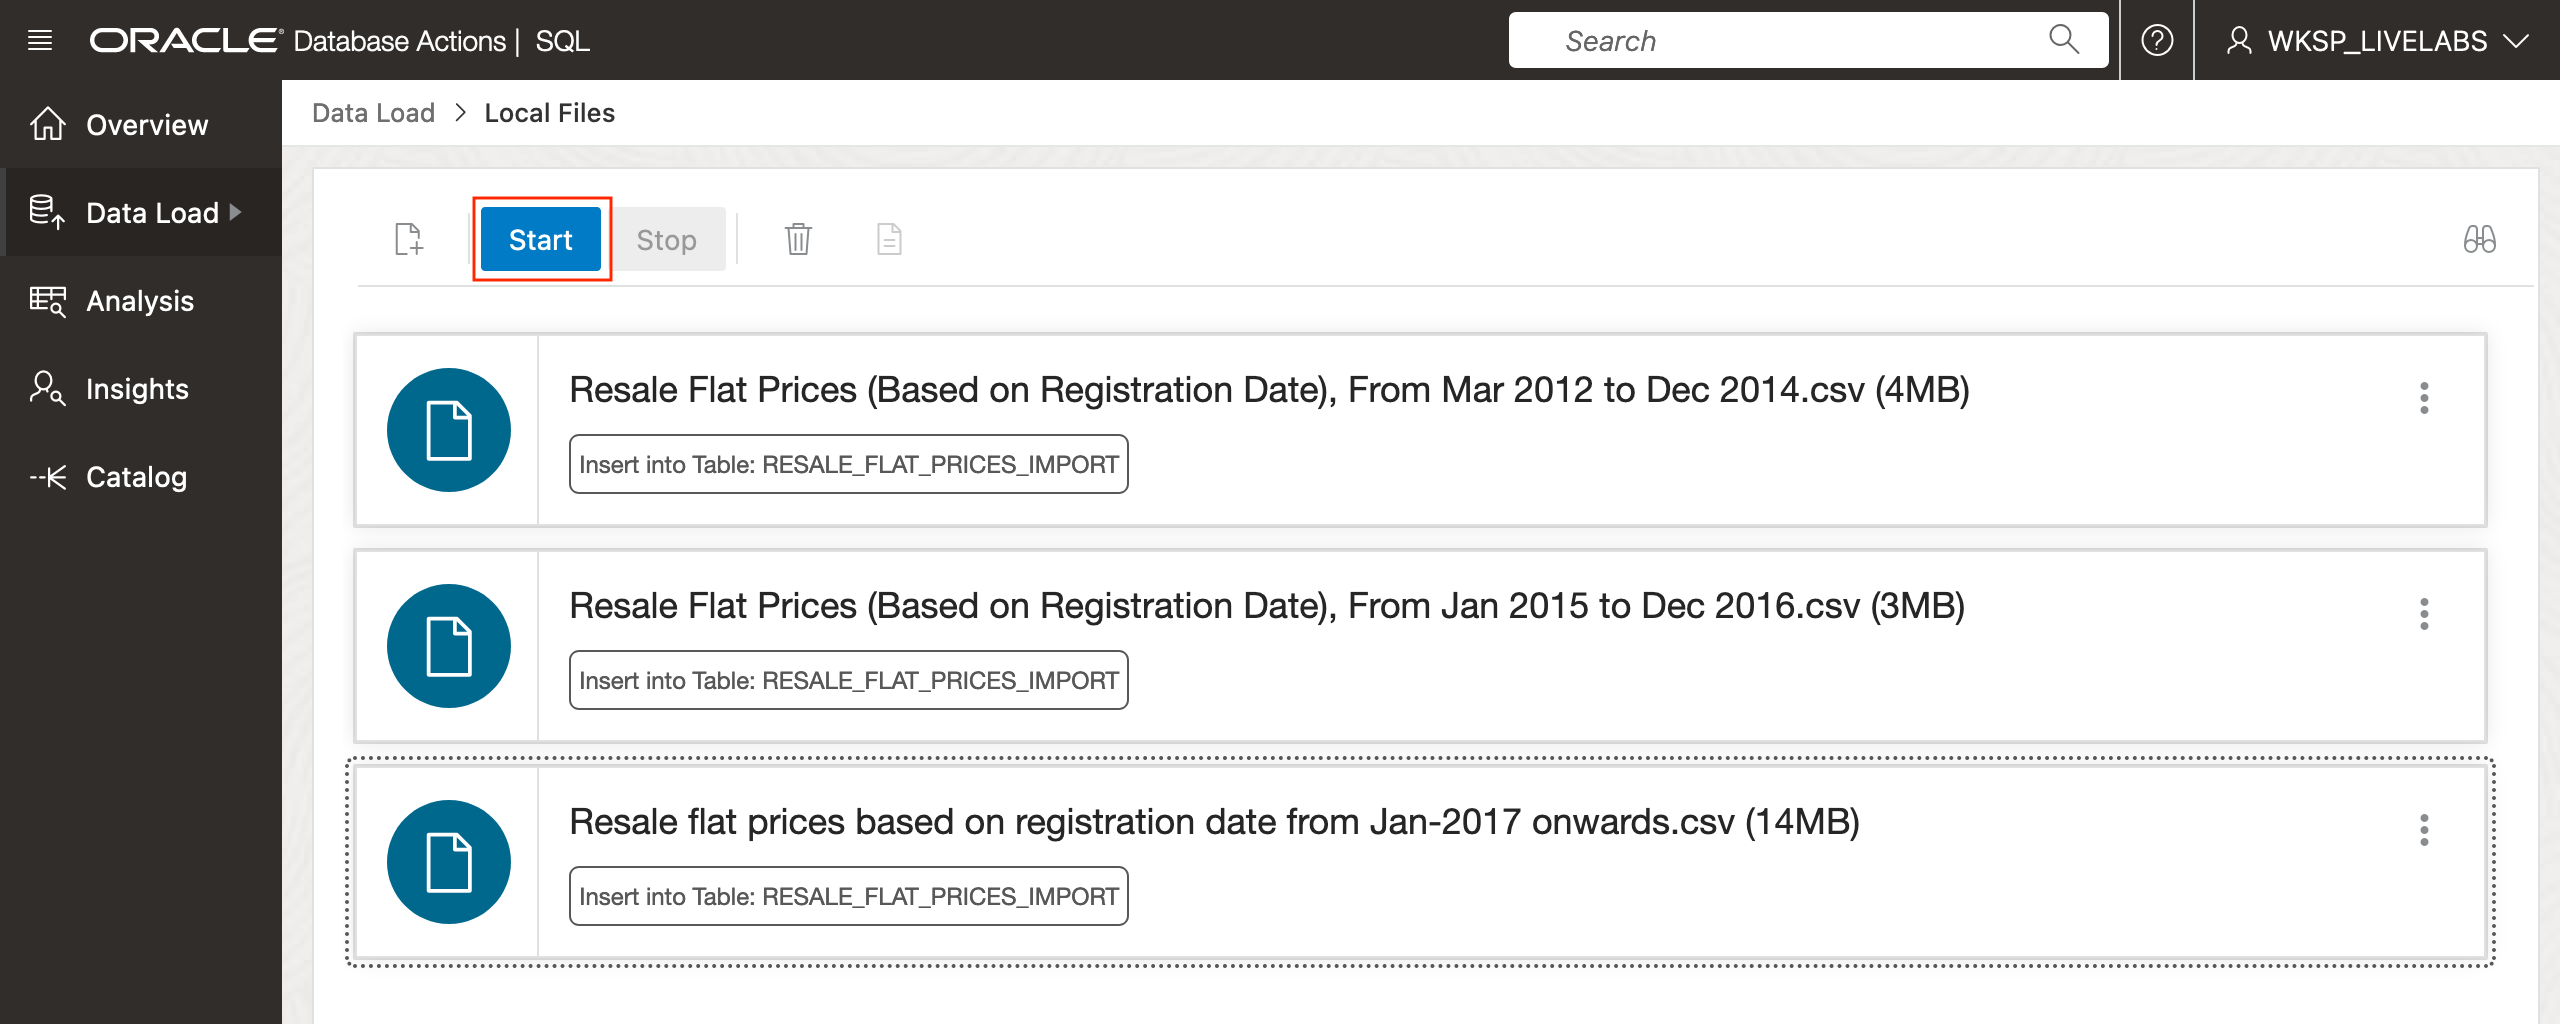 ORACLE® Database Actions | SQL
Search
WKSP_LIVELABS
Overview
Data Load
Analysis
Insights
Catalog
Data Load > Local Files
Start
Stop
Resale Flat Prices (Based on Registration Date), From Mar 2012 to Dec 2014.csv (4MB)
Insert into Table: RESALE_FLAT_PRICES_IMPORT
Resale Flat Prices (Based on Registration Date), From Jan 2015 to Dec 2016.csv (3MB)
Insert into Table: RESALE_FLAT_PRICES_IMPORT
Resale flat prices based on registration date from Jan-2017 onwards.csv (14MB)
Insert into Table: RESALE_FLAT_PRICES_IMPORT